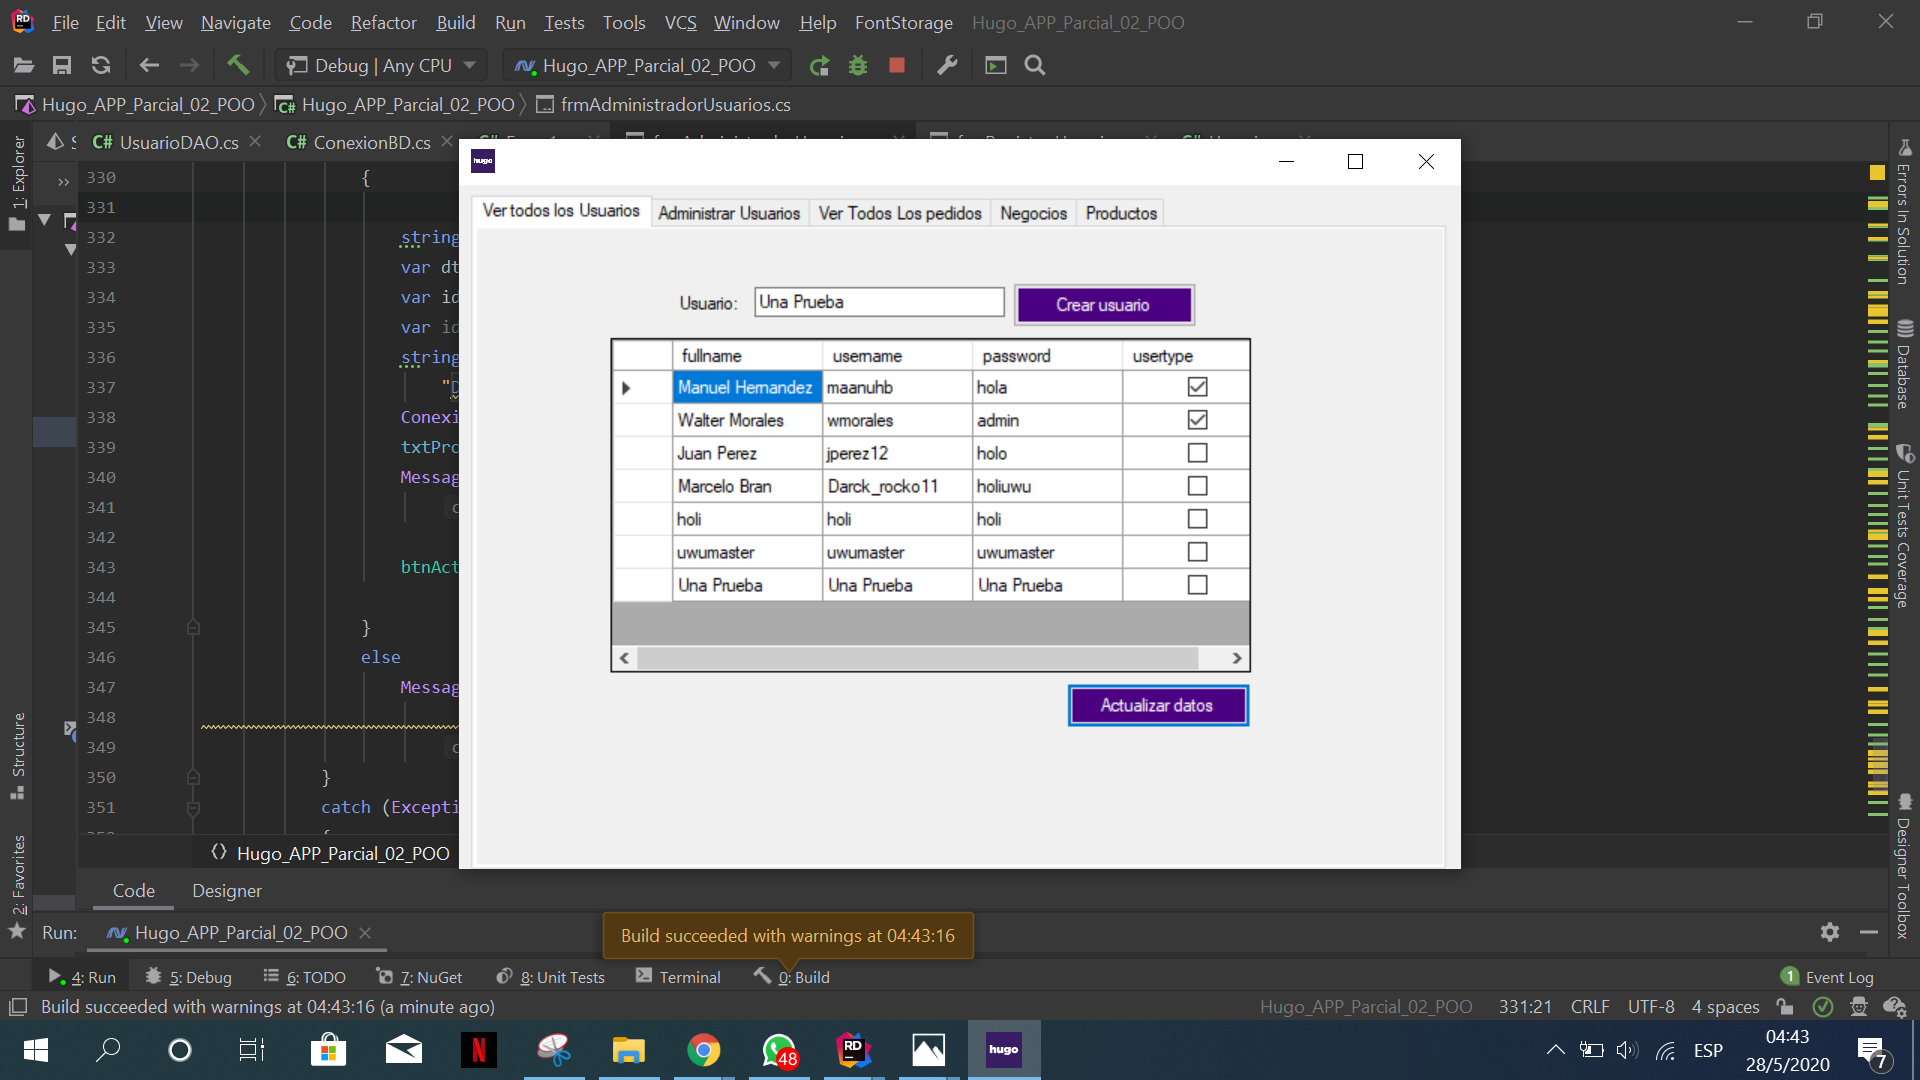 File Edit View Navigate Code Refactor Build Run Tests Tools VCS Window Help FontStorage Hugo_APP_Parcial_02_POO
Debug | Any CPU Hugo_APP_Parcial_02_POO
Hugo_APP_Parcial_02_POO Hugo_APP_Parcial_02_POO frmAdministradorUsuarios.cs
C# UsuarioDAO.cs C# ConexionBD.cs
1: Explorer
hugo
Ver todos los Usuarios Administrar Usuarios Ver Todos Los pedidos Negocios Productos
Usuario: Una Prueba Crear usuario
fullname username password usertype
Manuel Hernandez maanuhb hola
Walter Morales wmorales admin
Juan Perez jperez12 holo
Marcelo Bran Darck_rocko11 holiuwu
holi holi holi
uwumaster uwumaster uwumaster
Una Prueba Una Prueba Una Prueba
Actualizar datos
330 {
331
332 string
333 var dt
334 var id
335 var id
336 string
337 "D
338 Conexi
339 txtPro
340 Messag
341
342
343 btnAct
344
345 }
346 else
347 Messag
348
349
350 }
351 catch (Excepti
Hugo_APP_Parcial_02_POO
Code Designer
Structure
2: Favorites
Errors In Solution
Database
Unit Tests Coverage
Designer Toolbox
Run: Hugo_APP_Parcial_02_POO
Build succeeded with warnings at 04:43:16
4: Run 5: Debug 6: TODO 7: NuGet 8: Unit Tests Terminal 0: Build 1 Event Log
Build succeeded with warnings at 04:43:16 (a minute ago) Hugo_APP_Parcial_02_POO 331:21 CRLF UTF-8 4 spaces
N 48 RD hugo ESP 04:43
28/5/2020 7